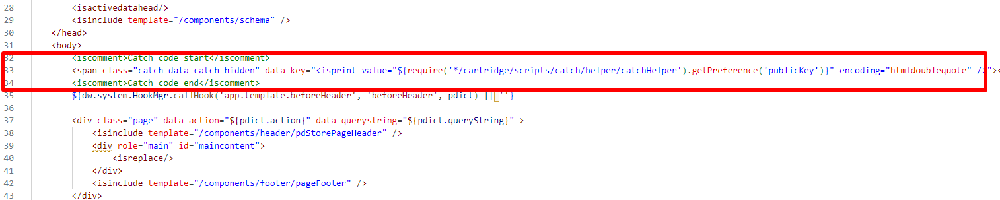 28 <isactivedatahead/>
29 <isinclude template="/components/schema" />
30 </head>
31 <body>
32 <iscomment>Catch code start</iscomment>
33 <span class="catch-data catch-hidden" data-key="<isprint value="${require('*/cartridge/scripts/catch/helper/catchHelper').getPreference('publicKey')}" encoding="htmldoublequote" />"><
34 <iscomment>Catch code end</iscomment>
35 ${dw.system.HookMgr.callHook('app.template.beforeHeader', 'beforeHeader', pdict) || ''}
36
37 <div class="page" data-action="${pdict.action}" data-querystring="${pdict.queryString}" >
38 <isinclude template="/components/header/pdStorePageHeader" />
39 <div role="main" id="maincontent">
40 <isreplace/>
41 </div>
42 <isinclude template="/components/footer/pageFooter" />
43 </div>